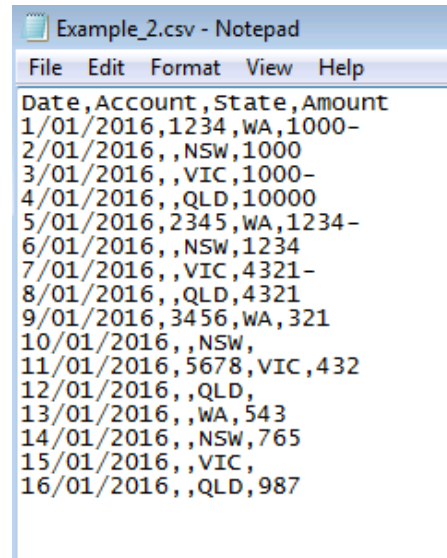 Example_2.csv - Notepad
File Edit Format View Help
Date,Account,State,Amount
1/01/2016,1234,WA,1000-
2/01/2016,,NSW,1000
3/01/2016,,VIC,1000-
4/01/2016,,QLD,10000
5/01/2016,2345,WA,1234-
6/01/2016,,NSW,1234
7/01/2016,,VIC,4321-
8/01/2016,,QLD,4321
9/01/2016,3456,WA,321
10/01/2016,,NSW,
11/01/2016,5678,VIC,432
12/01/2016,,QLD,
13/01/2016,,WA,543
14/01/2016,,NSW,765
15/01/2016,,VIC,
16/01/2016,,QLD,987